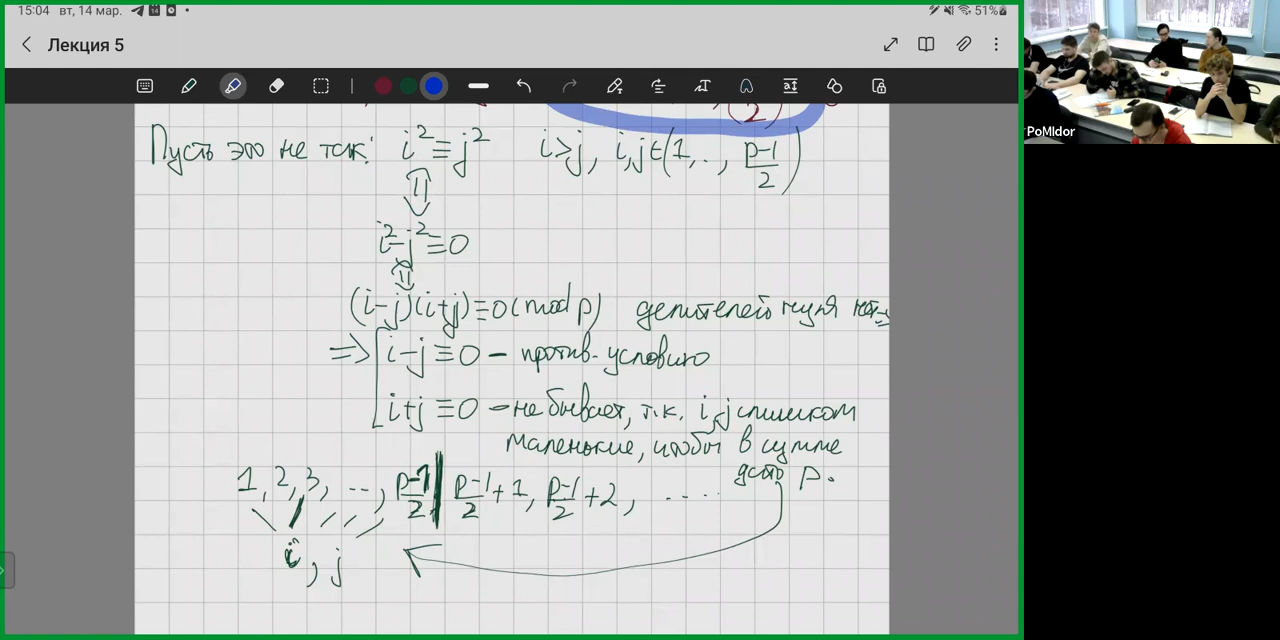 15:04 вт, 14 мар. 51%
Лекция 5
2
Пусть это не так: i² ≡ j² i>j, i,j∈(1,.., p-1/2)
i²-j² ≡ 0
(i-j)(i+j) ≡ 0 (mod p) делителей нуля нет
=> i-j ≡ 0 - против. условию
i+j ≡ 0 - не бывает, т.к. i,j слишком
маленькие, чтобы в сумме
дать p.
1, 2, 3, ..., p-1/2 | p-1/2 + 1, p-1/2 + 2, ....
i, j
PoMIdor